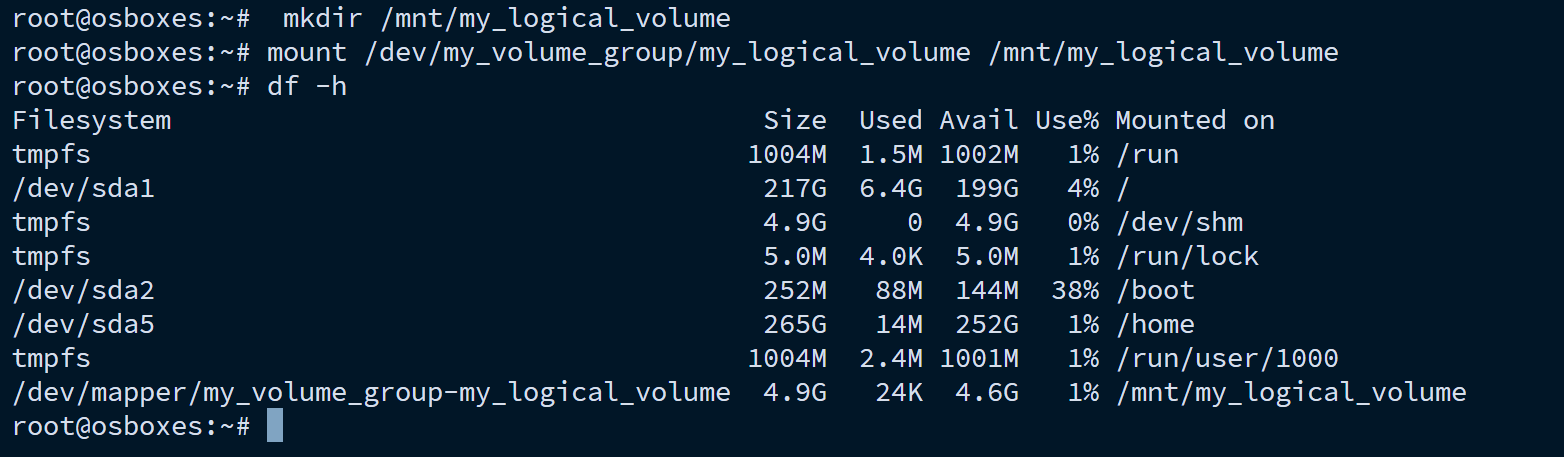 root@osboxes:~#  mkdir /mnt/my_logical_volume
root@osboxes:~# mount /dev/my_volume_group/my_logical_volume /mnt/my_logical_volume
root@osboxes:~# df -h
Filesystem                                     Size  Used Avail Use% Mounted on
tmpfs                                         1004M  1.5M 1002M   1% /run
/dev/sda1                                      217G  6.4G  199G   4% /
tmpfs                                          4.9G     0  4.9G   0% /dev/shm
tmpfs                                          5.0M  4.0K  5.0M   1% /run/lock
/dev/sda2                                      252M   88M  144M  38% /boot
/dev/sda5                                      265G   14M  252G   1% /home
tmpfs                                         1004M  2.4M 1001M   1% /run/user/1000
/dev/mapper/my_volume_group-my_logical_volume  4.9G   24K  4.6G   1% /mnt/my_logical_volume
root@osboxes:~#